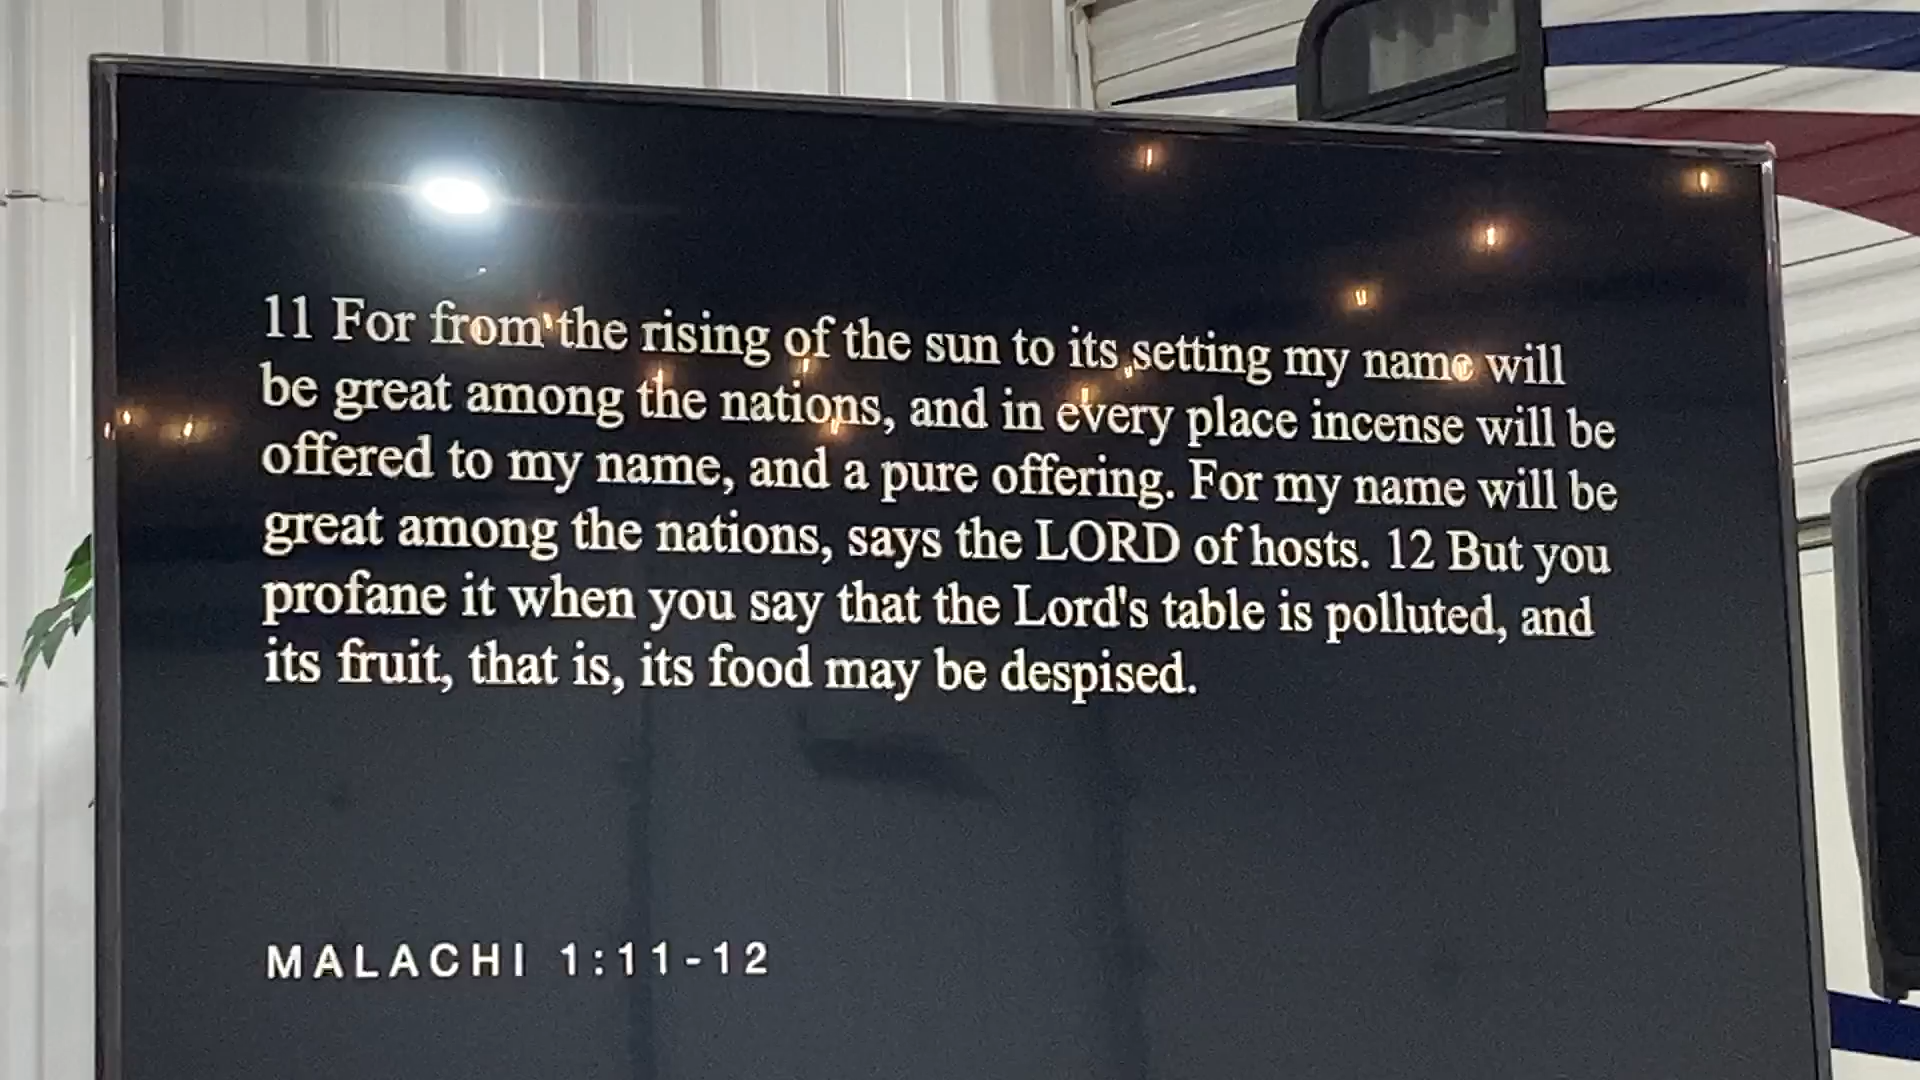 11 For from the rising of the sun to its setting my name will
be great among the nations, and in every place incense will be
offered to my name, and a pure offering. For my name will be
great among the nations, says the LORD of hosts. 12 But you
profane it when you say that the Lord's table is polluted, and
its fruit, that is, its food may be despised.
MALACHI 1:11-12